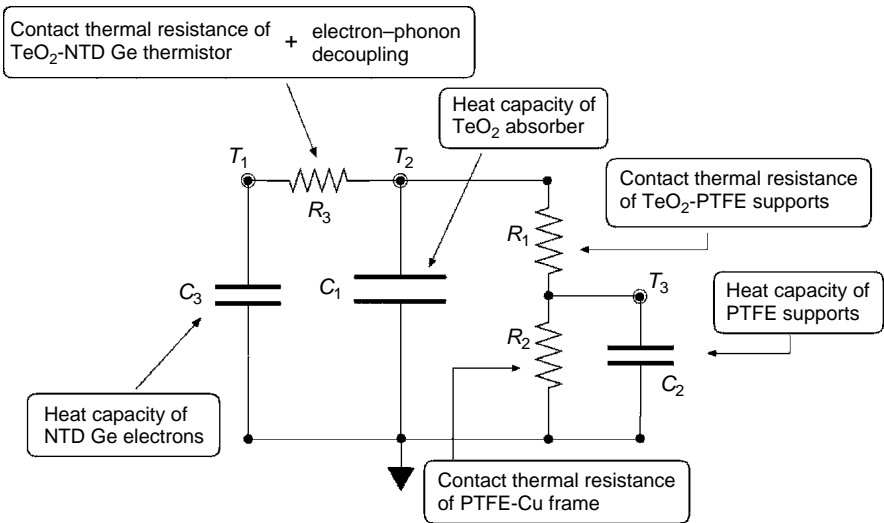 Contact thermal resistance of
TeO2-NTD Ge thermistor
+
electron–phonon
decoupling
Heat capacity of
TeO2 absorber
T1
T2
R3
Contact thermal resistance
of TeO2-PTFE supports
R1
C3
C1
T3
Heat capacity of
PTFE supports
R2
C2
Heat capacity of
NTD Ge electrons
Contact thermal resistance
of PTFE-Cu frame